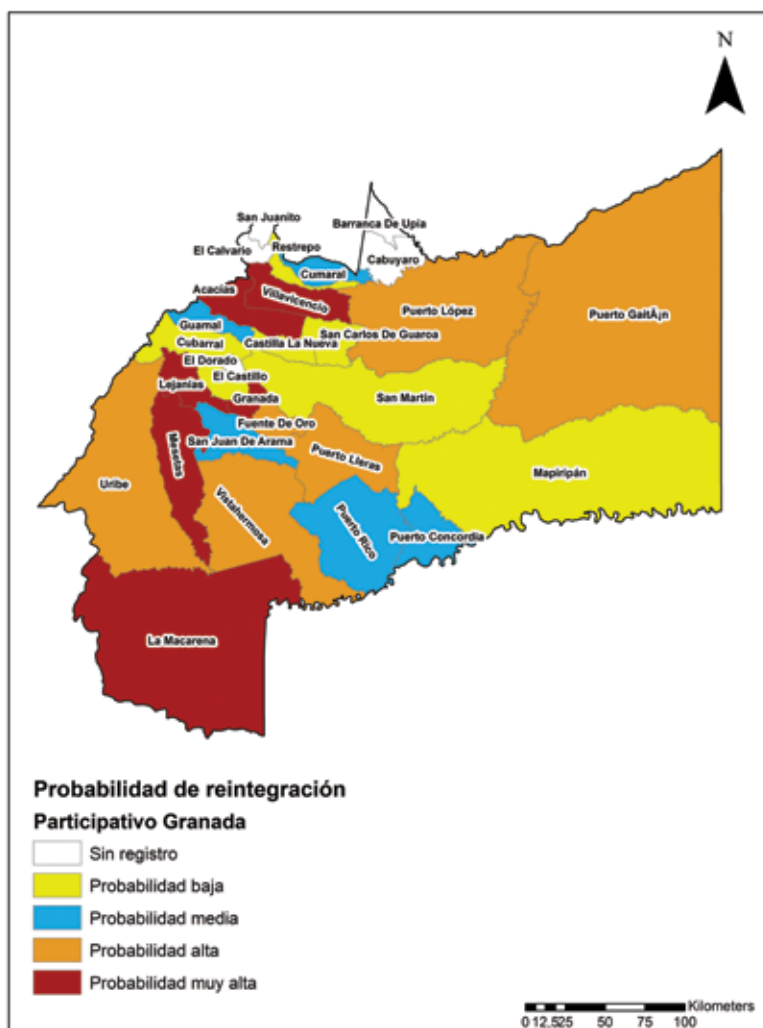 N
San Juanito
Barranca De Upía
El Calvario
Restrepo
Cabuyaro
Cumaral
Acacías
Villavicencio
Puerto López
Puerto GaitÃ¡n
Guamal
San Carlos De Guaroa
Cubarral
Castilla La Nueva
El Dorado
El Castillo
Lejanías
Granada
San Martín
Fuente De Oro
San Juan De Arama
Puerto Lleras
Mesetas
Mapiripán
Uribe
Vistahermosa
Puerto Rico
Puerto Concordia
La Macarena
Probabilidad de reintegración
Participativo Granada
Sin registro
Probabilidad baja
Probabilidad media
Probabilidad alta
Probabilidad muy alta
Kilometers
0 12.525 50 75 100